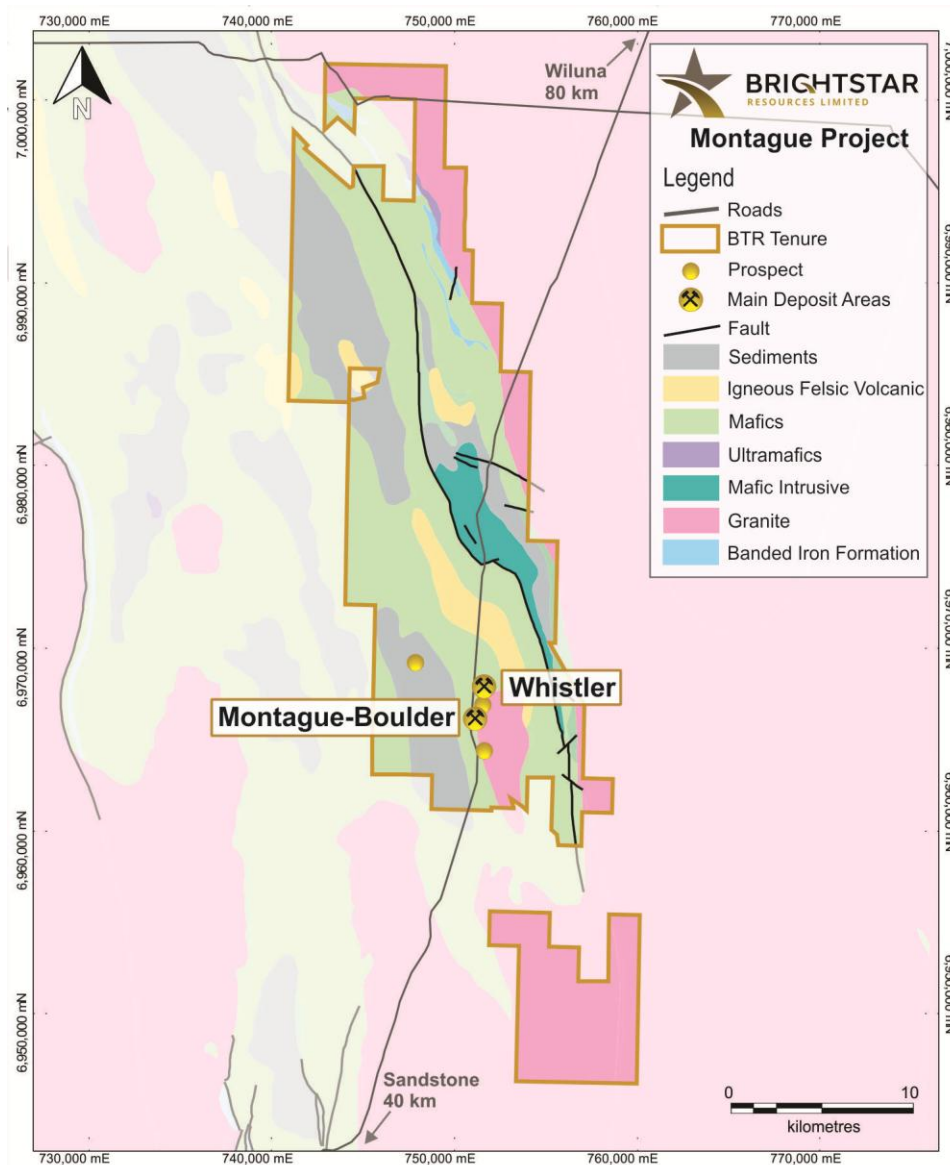 730,000 mE
740,000 mE
750,000 mE
760,000 mE
770,000 mE
7,000,000 mN
6,990,000 mN
6,980,000 mN
6,970,000 mN
6,960,000 mN
6,950,000 mN
N
Wiluna
80 km
BRIGHTSTAR
RESOURCES LIMITED
Montague Project
Legend
Roads
BTR Tenure
Prospect
Main Deposit Areas
Fault
Sediments
Igneous Felsic Volcanic
Mafics
Ultramafics
Mafic Intrusive
Granite
Banded Iron Formation
Whistler
Montague-Boulder
Sandstone
40 km
0
10
kilometres
730,000 mE
740,000 mE
750,000 mE
760,000 mE
770,000 mE